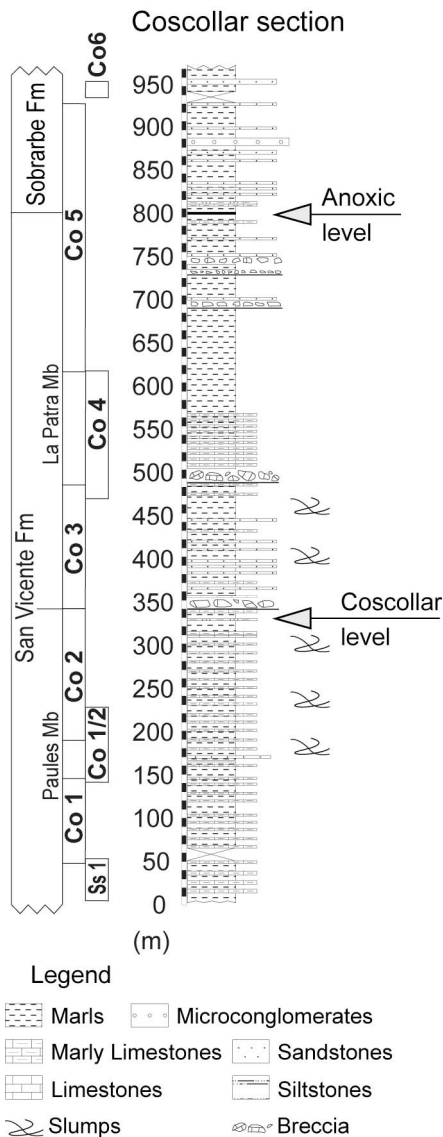 Coscollar section
Co6
Sobrarbe Fm
Co 5
La Patra Mb
Co 4
San Vicente Fm
Co 3
Co 2
Paules Mb
Co 1/2
Co 1
Ss1
950
900
850
800
750
700
650
600
550
500
450
400
350
300
250
200
150
100
50
0
(m)
Anoxic
level
Coscollar
level
Legend
Marls
Microconglomerates
Marly Limestones
Sandstones
Limestones
Siltstones
Slumps
Breccia